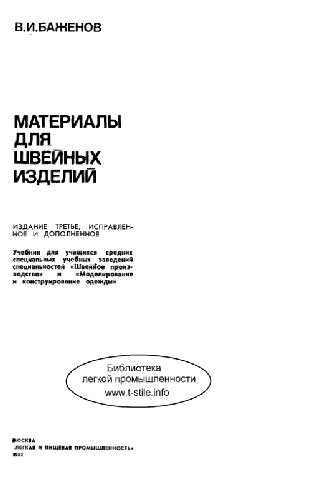 В.И.БАЖЕНОВ
МАТЕРИАЛЫ
ДЛЯ
ШВЕЙНЫХ
ИЗДЕЛИЙ
ИЗДАНИЕ ТРЕТЬЕ, ИСПРАВЛЕН-
НОЕ И ДОПОЛНЕННОЕ
Учебник для учащихся средних
специальных учебных заведений
специальностей «Швейное произ-
водство» и «Моделирование
и конструирование одежды»
Библиотека
легкой промышленности
www.t-stile.info
МОСКВА
ЛЕГКАЯ И ПИЩЕВАЯ ПРОМЫШЛЕННОСТЬ»